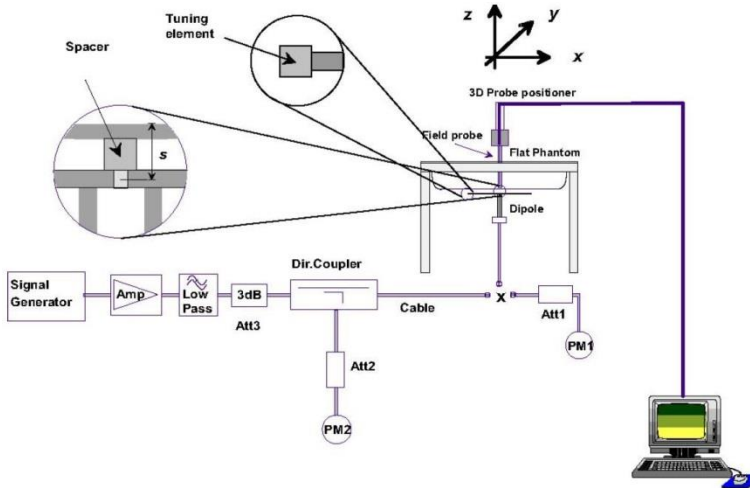 Tuning
element
Spacer
s
z
y
x
3D Probe positioner
Field probe
Flat Phantom
Dipole
Signal
Generator
Amp
Low
Pass
3dB
Att3
Dir.Coupler
Cable
x
Att1
PM1
Att2
PM2